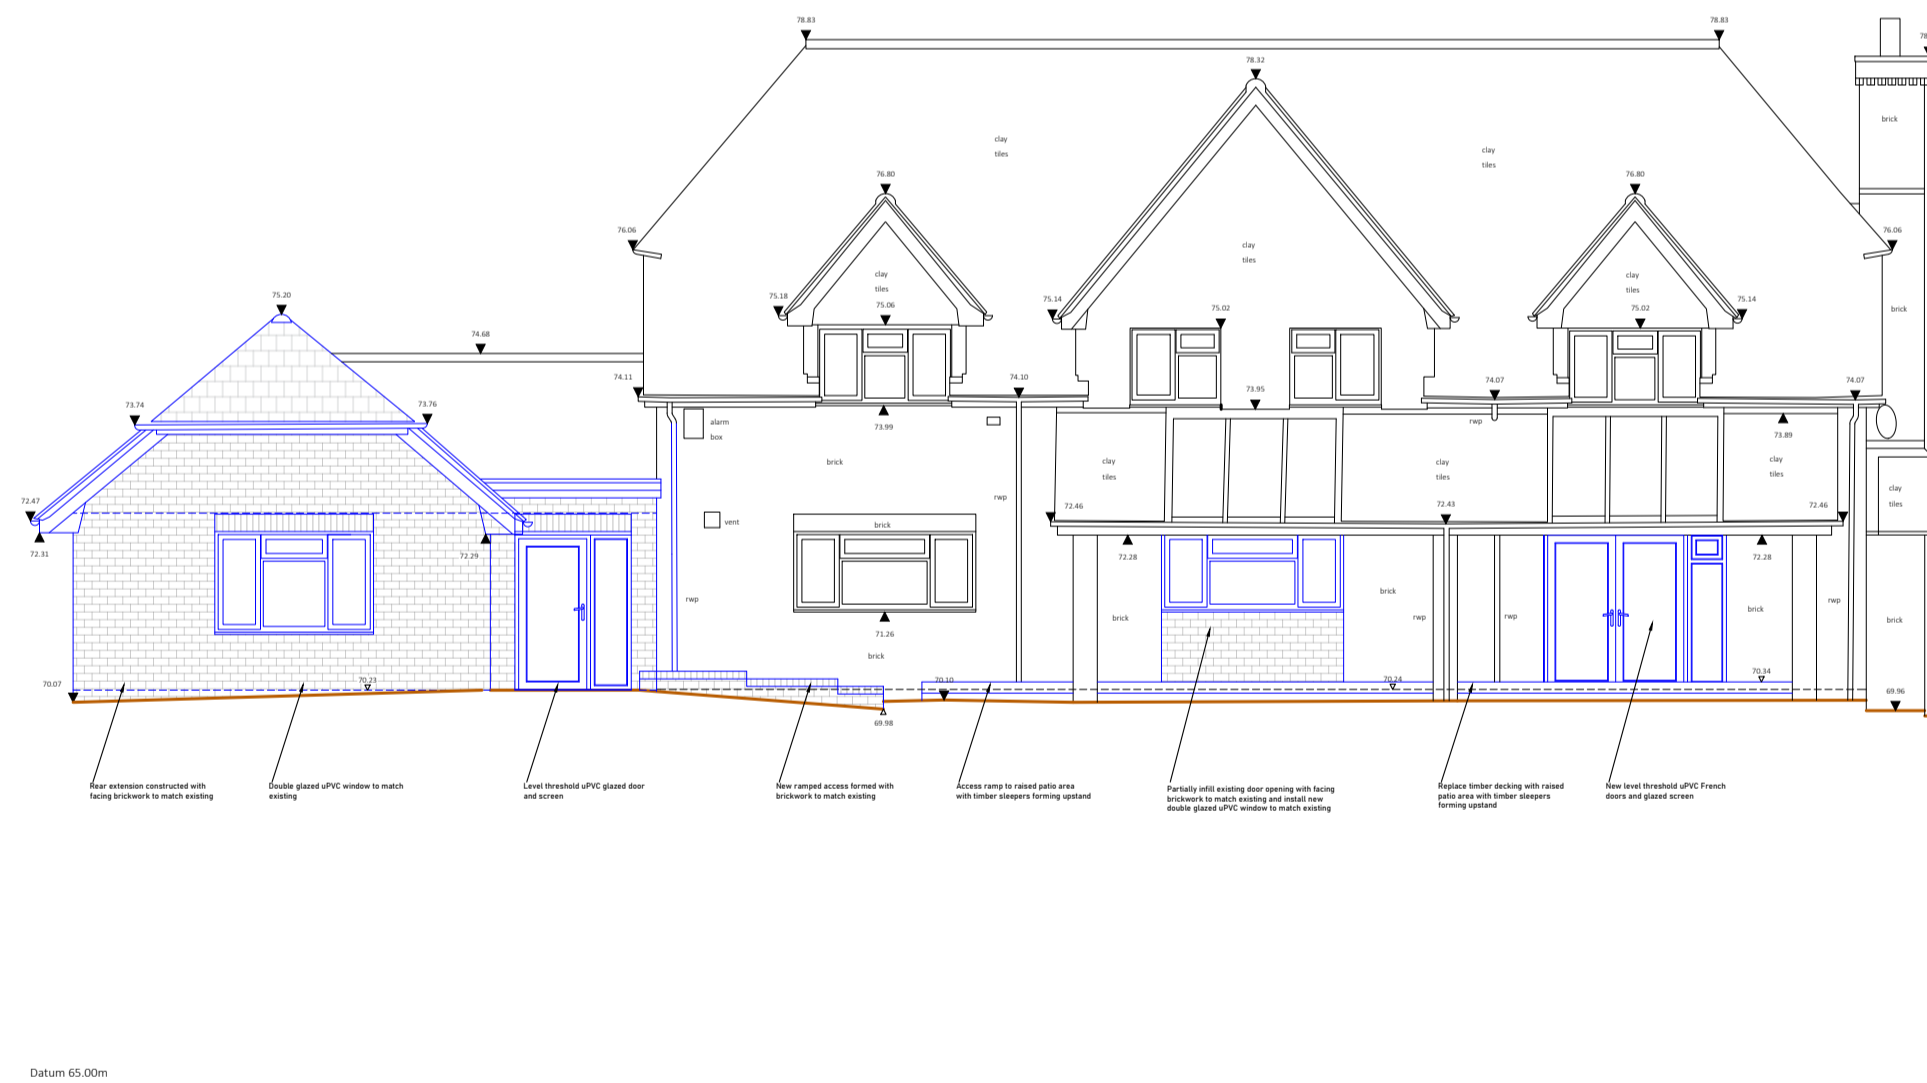 78.83
78.83
78.32
78
brick
clay
tiles
clay
tiles
76.80
76.80
76.06
76.06
clay
tiles
clay
tiles
clay
tiles
75.20
75.18
75.06
75.14
75.02
75.02
75.14
brick
74.68
74.11
74.10
73.95
74.07
74.07
73.74
73.76
alarm
box
73.99
rwp
73.89
brick
clay
tiles
clay
tiles
clay
tiles
clay
tiles
72.47
rwp
72.46
72.43
72.46
vent
brick
72.31
72.29
72.28
72.28
rwp
brick
rwp
71.26
brick
rwp
rwp
brick
brick
brick
70.07
70.23
70.10
70.24
70.34
69.96
69.98
Rear extension constructed with
facing brickwork to match existing
Double glazed uPVC window to match
existing
Level threshold uPVC glazed door
and screen
New ramped access formed with
brickwork to match existing
Access ramp to raised patio area
with timber sleepers forming upstand
Partially infill existing door opening with facing
brickwork to match existing and install new
double glazed uPVC window to match existing
Replace timber decking with raised
patio area with timber sleepers
forming upstand
New level threshold uPVC French
doors and glazed screen
Datum 65.00m